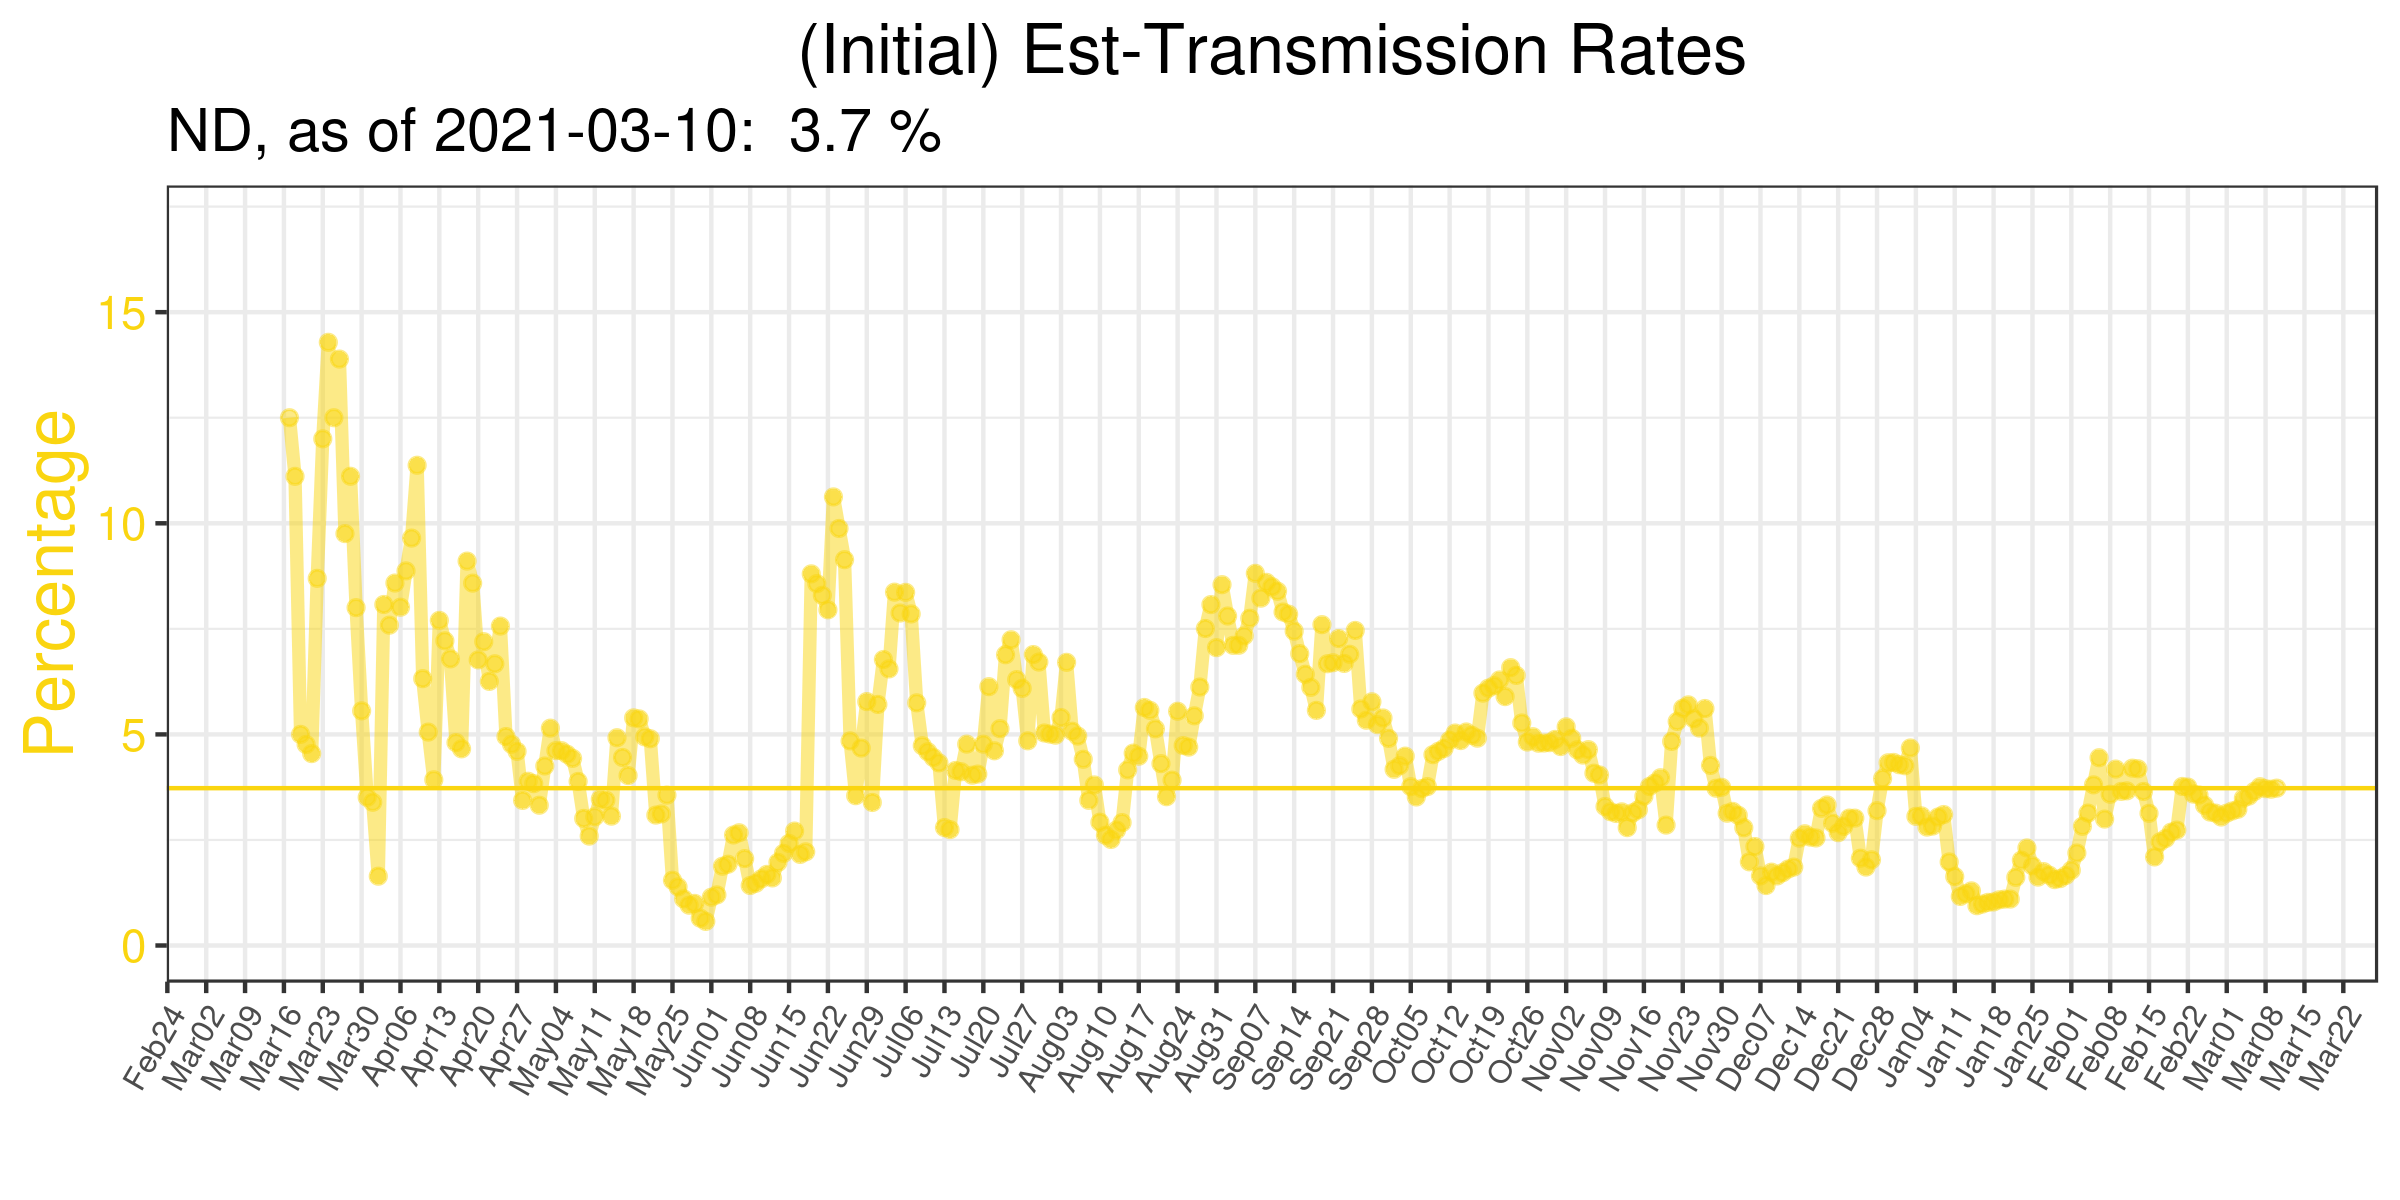 (Initial) Est-Transmission Rates
ND, as of 2021-03-10:  3.7 %
Percentage
15
10
5
0
Feb24
Mar02
Mar09
Mar16
Mar23
Mar30
Apr06
Apr13
Apr20
Apr27
May04
May11
May18
May25
Jun01
Jun08
Jun15
Jun22
Jun29
Jul06
Jul13
Jul20
Jul27
Aug03
Aug10
Aug17
Aug24
Aug31
Sep07
Sep14
Sep21
Sep28
Oct05
Oct12
Oct19
Oct26
Nov02
Nov09
Nov16
Nov23
Nov30
Dec07
Dec14
Dec21
Dec28
Jan04
Jan11
Jan18
Jan25
Feb01
Feb08
Feb15
Feb22
Mar01
Mar08
Mar15
Mar22